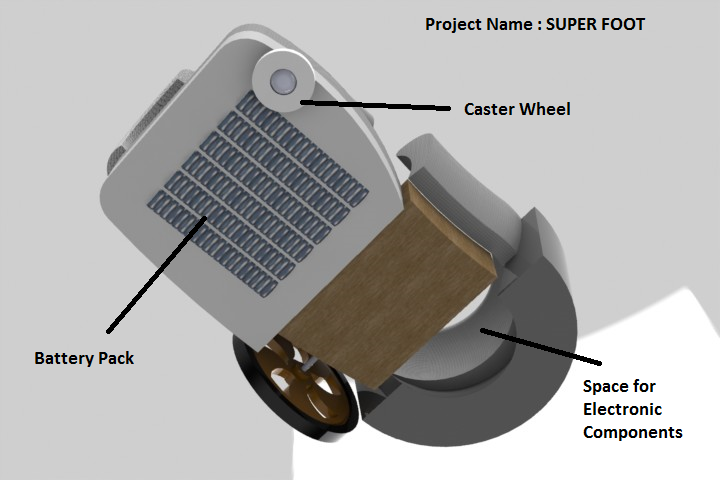 Project Name : SUPER FOOT
Caster Wheel
Battery Pack
Space for
Electronic
Components